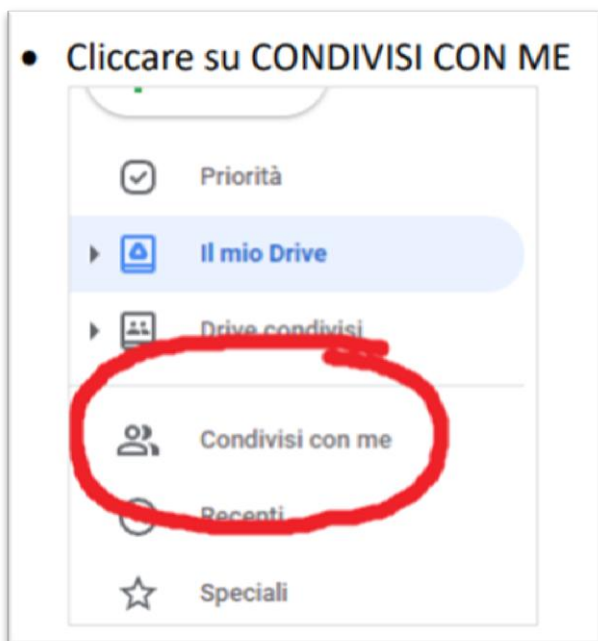 • Cliccare su CONDIVISI CON ME
Priorità
Il mio Drive
Drive condivisi
Condivisi con me
Recenti
Speciali